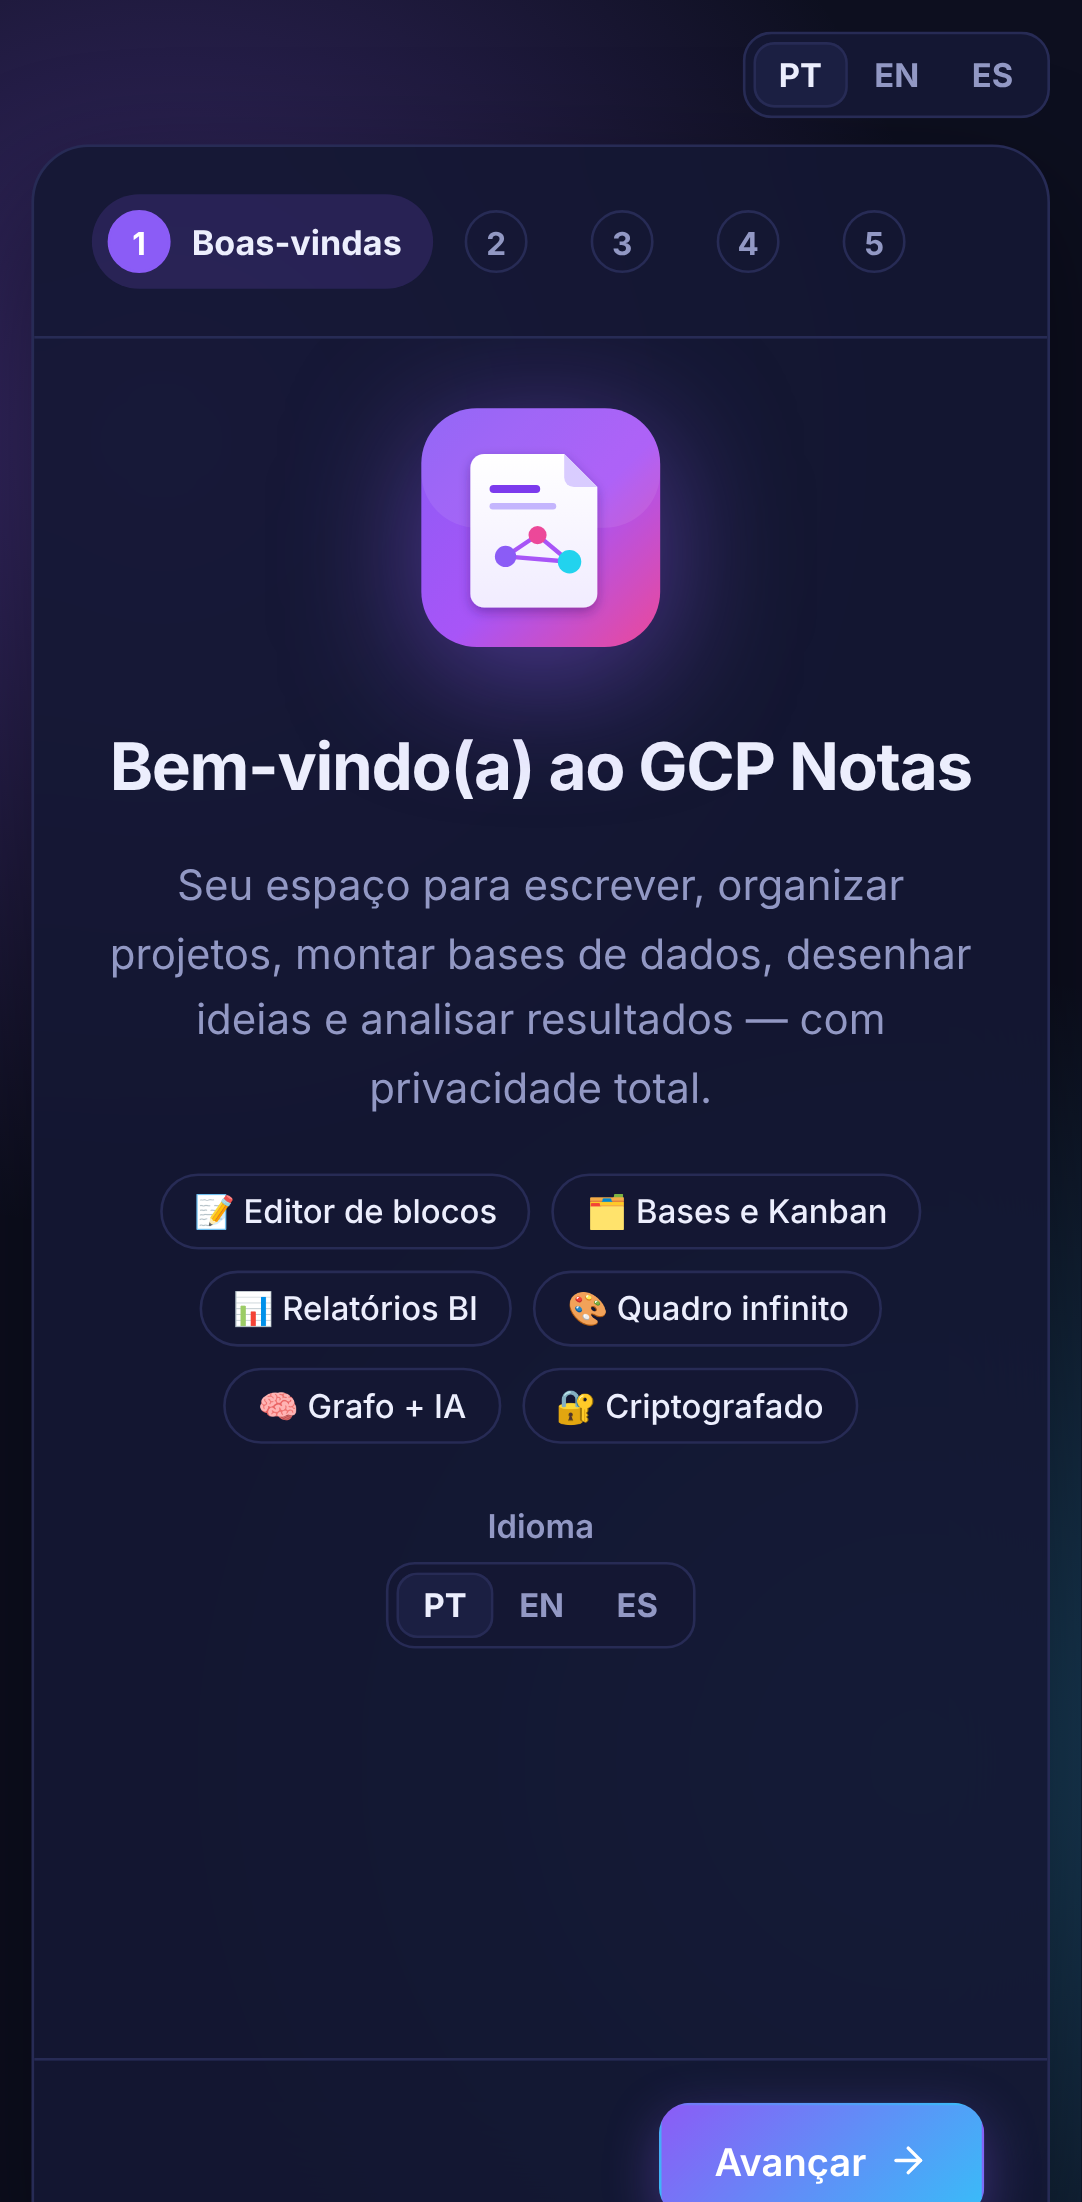 PT EN ES
1 Boas-vindas 2 3 4 5
Bem-vindo(a) ao GCP Notas
Seu espaço para escrever, organizar
projetos, montar bases de dados, desenhar
ideias e analisar resultados — com
privacidade total.
📝 Editor de blocos 🗂️ Bases e Kanban
📊 Relatórios BI 🎨 Quadro infinito
🧠 Grafo + IA 🔐 Criptografado
Idioma
PT EN ES
Avançar →